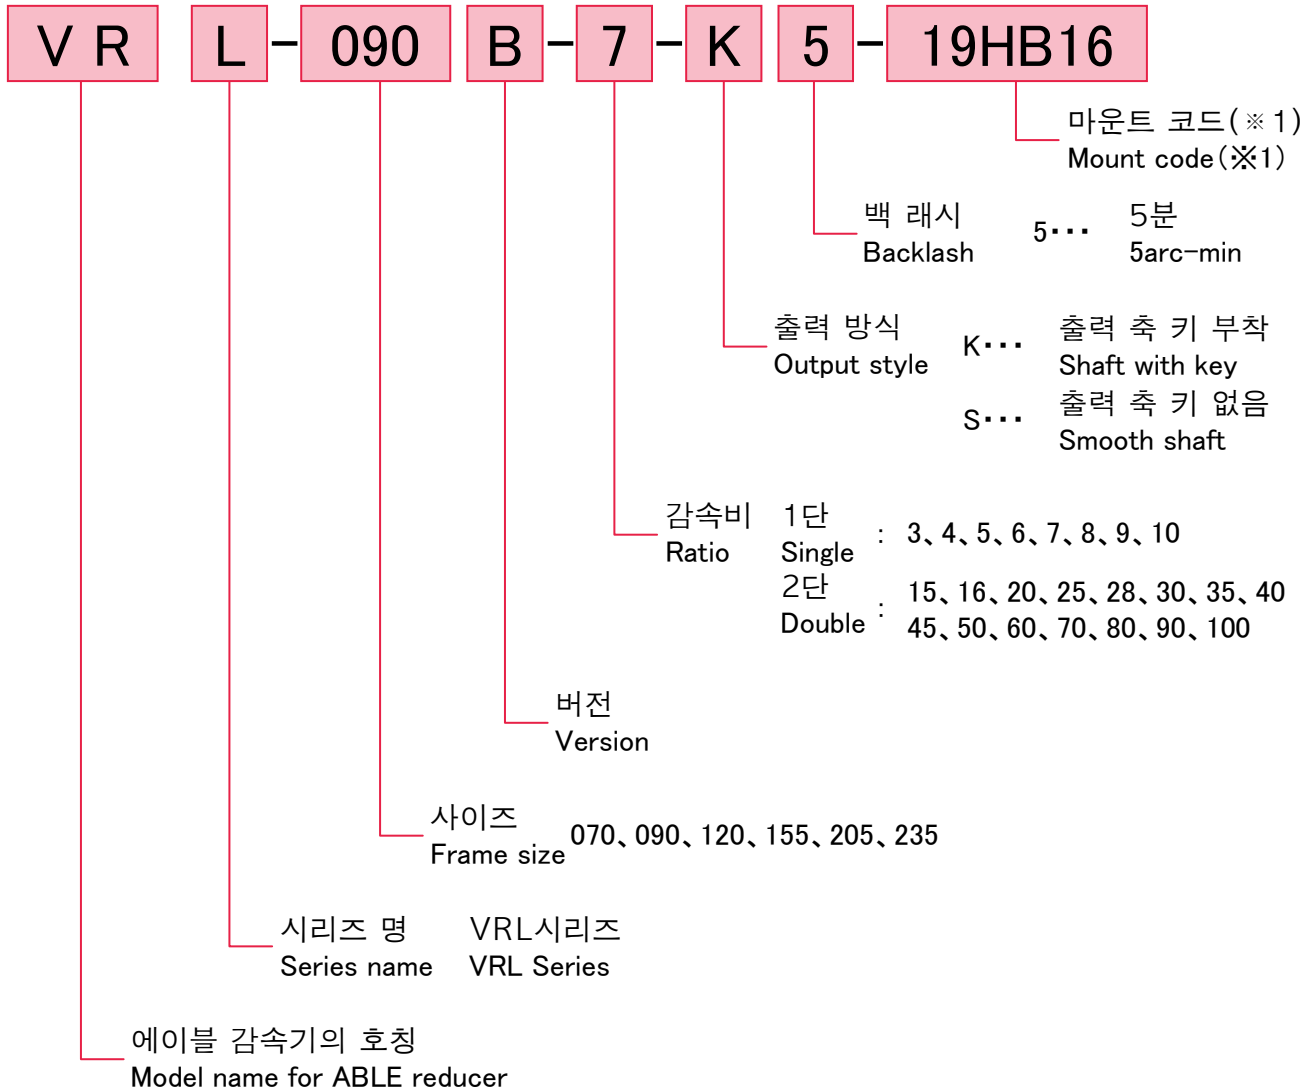 VR L-090 B-7-K 5-19HB16
마운트 코드(※1)
Mount code(※1)
백 래시
Backlash
5･･･
5분
5arc-min
출력 방식
Output style
K･･･
출력 축 키 부착
Shaft with key
S･･･
출력 축 키 없음
Smooth shaft
감속비
Ratio
1단
Single
: 3、4、5、6、7、8、9、10
2단
Double
: 15、16、20、25、28、30、35、40
45、50、60、70、80、90、100
버전
Version
사이즈
Frame size
070、090、120、155、205、235
시리즈 명
Series name
VRL시리즈
VRL Series
에이블 감속기의 호칭
Model name for ABLE reducer